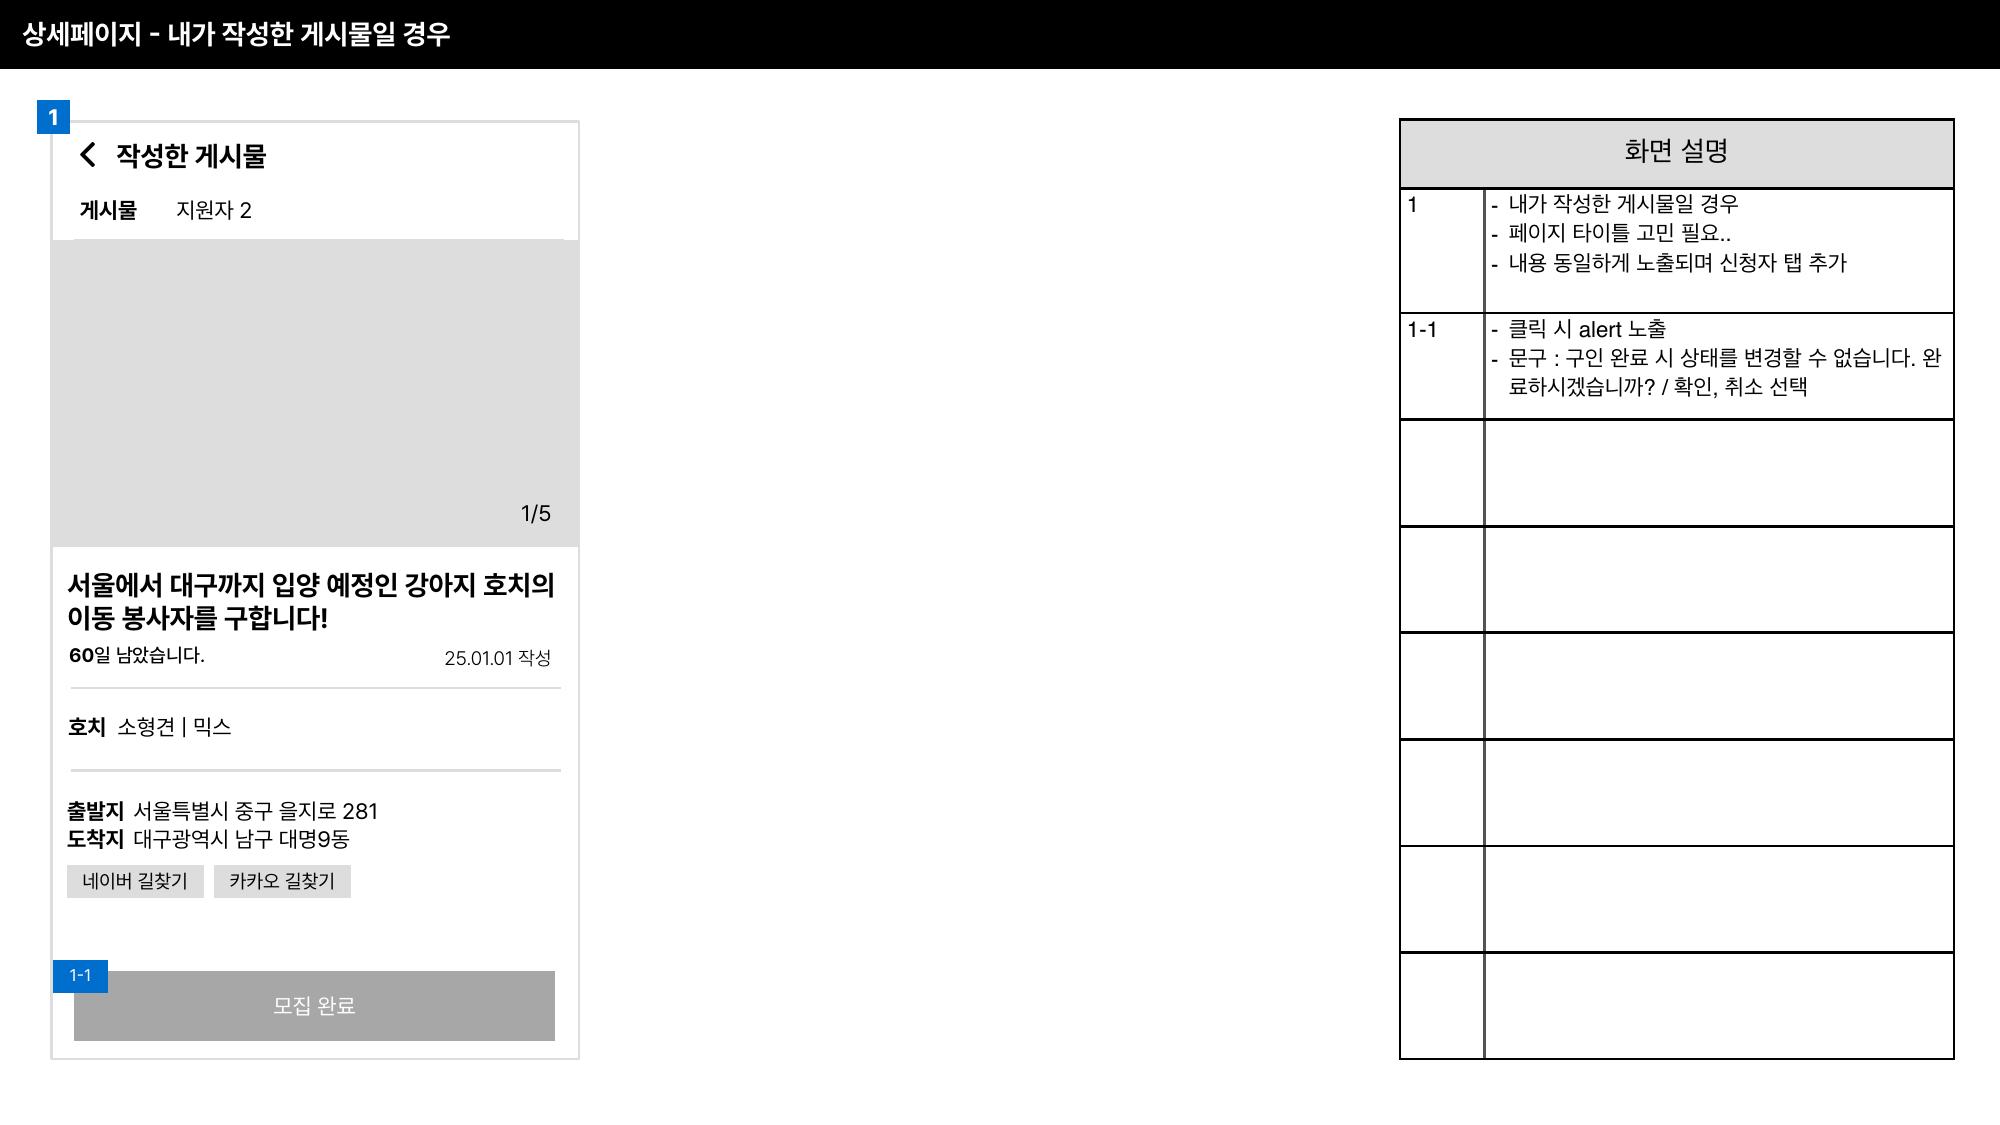 상세페이지 - 내가 작성한 게시물일 경우
1
작성한 게시물
게시물 지원자 2
1/5
서울에서 대구까지 입양 예정인 강아지 호치의
이동 봉사자를 구합니다!
60일 남았습니다. 25.01.01 작성
호치 소형견 | 믹스
출발지 서울특별시 중구 을지로 281
도착지 대구광역시 남구 대명9동
네이버 길찾기 카카오 길찾기
1-1
모집 완료
화면 설명
1 - 내가 작성한 게시물일 경우
- 페이지 타이틀 고민 필요..
- 내용 동일하게 노출되며 신청자 탭 추가
1-1 - 클릭 시 alert 노출
- 문구 : 구인 완료 시 상태를 변경할 수 없습니다. 완
료하시겠습니까? / 확인, 취소 선택